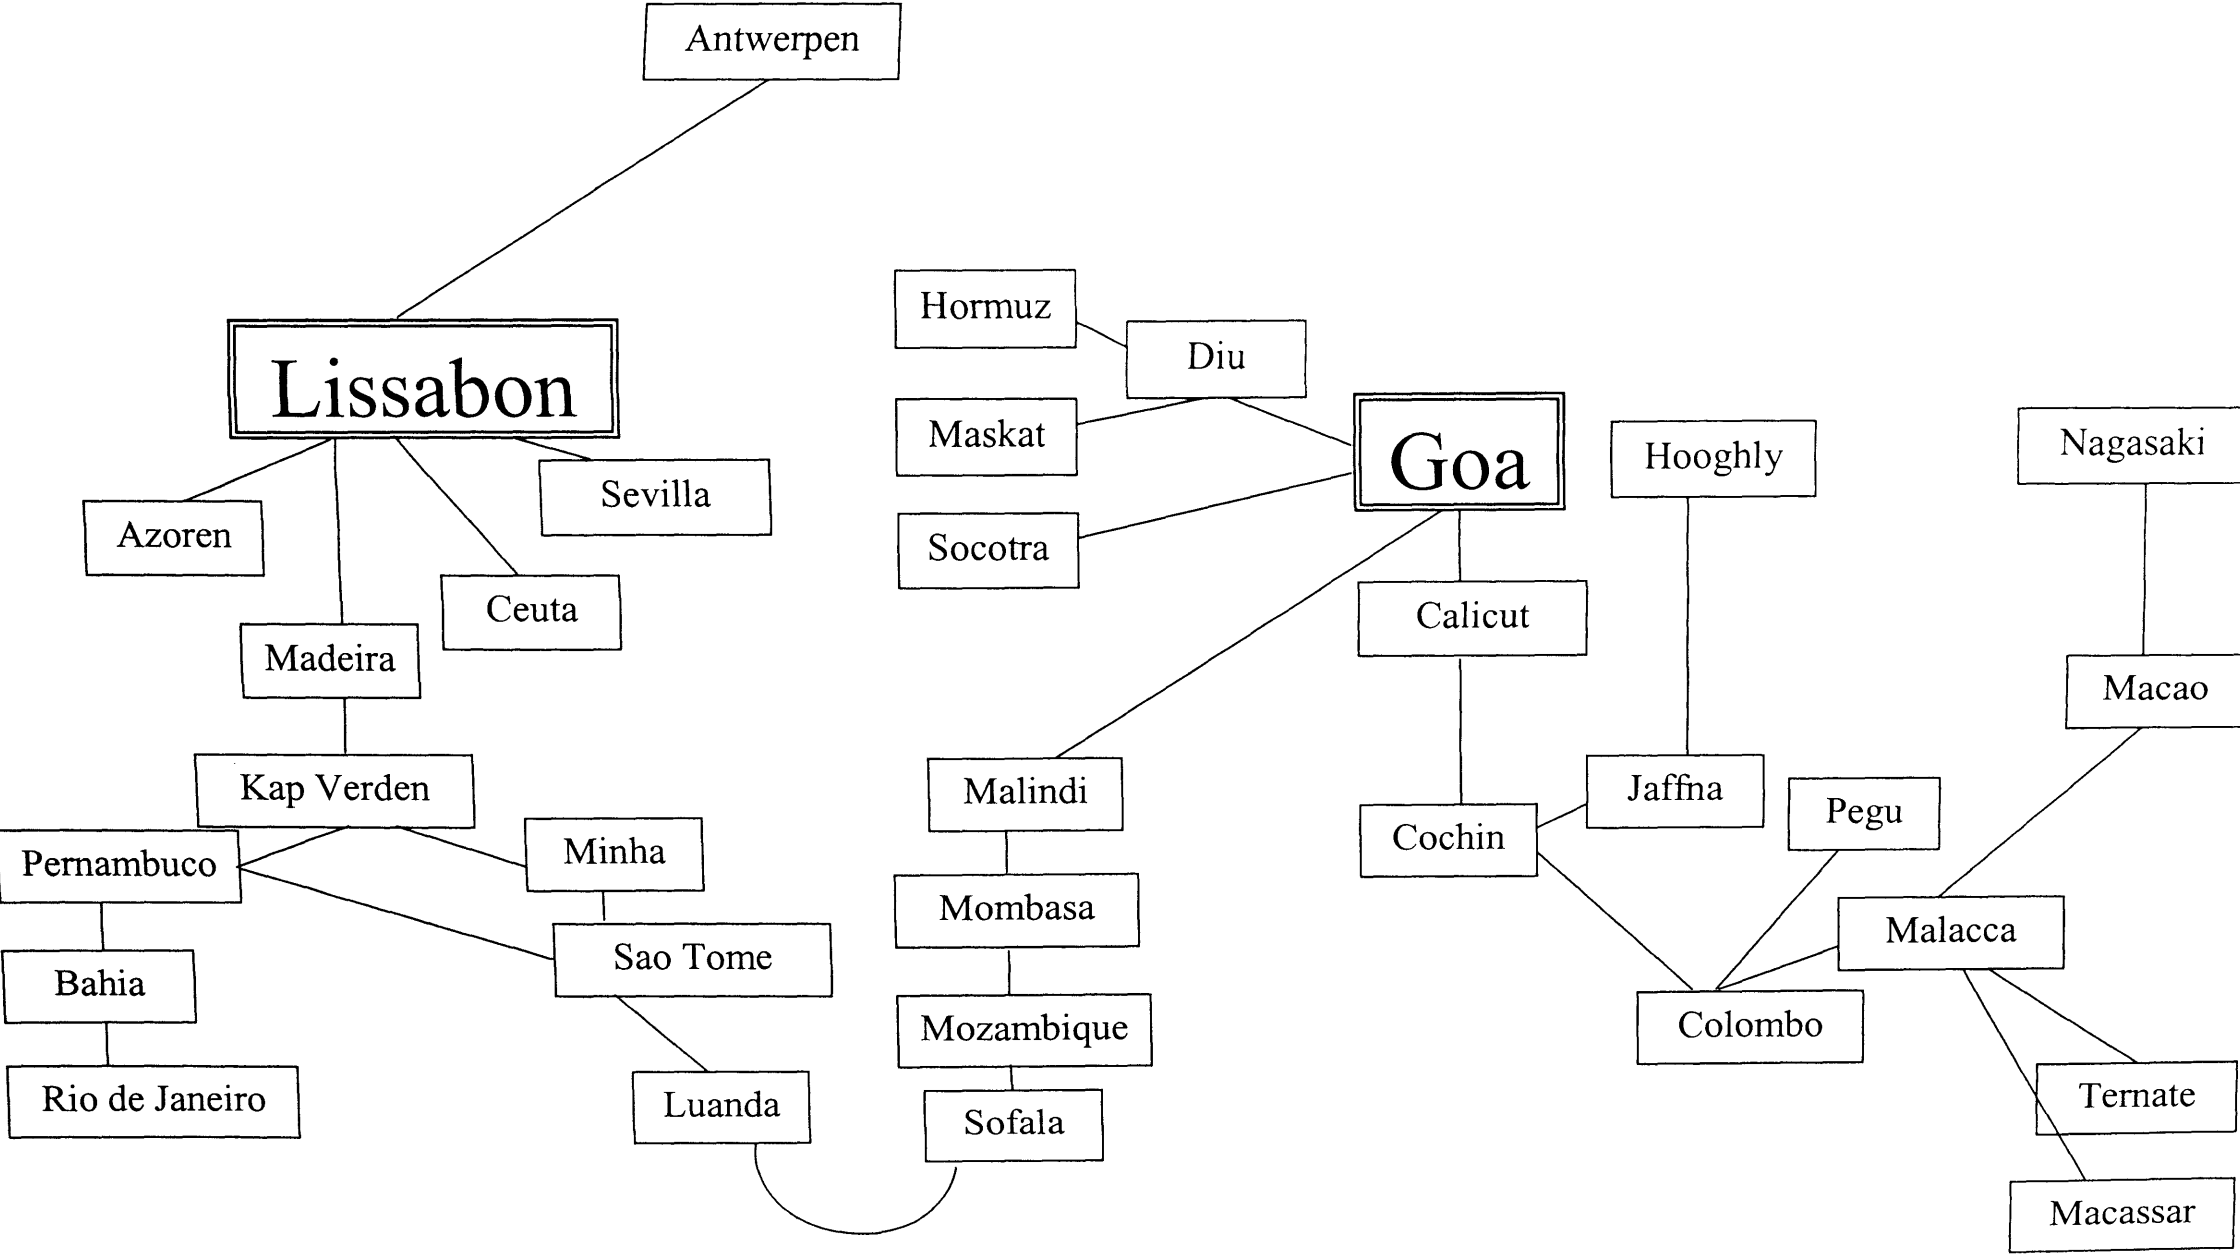 Antwerpen
Lissabon
Hormuz
Diu
Maskat
Goa
Hooghly
Nagasaki
Sevilla
Azoren
Socotra
Ceuta
Calicut
Madeira
Macao
Kap Verden
Malindi
Jaffna
Pegu
Pernambuco
Minha
Cochin
Mombasa
Malacca
Sao Tome
Bahia
Mozambique
Colombo
Rio de Janeiro
Luanda
Sofala
Ternate
Macassar